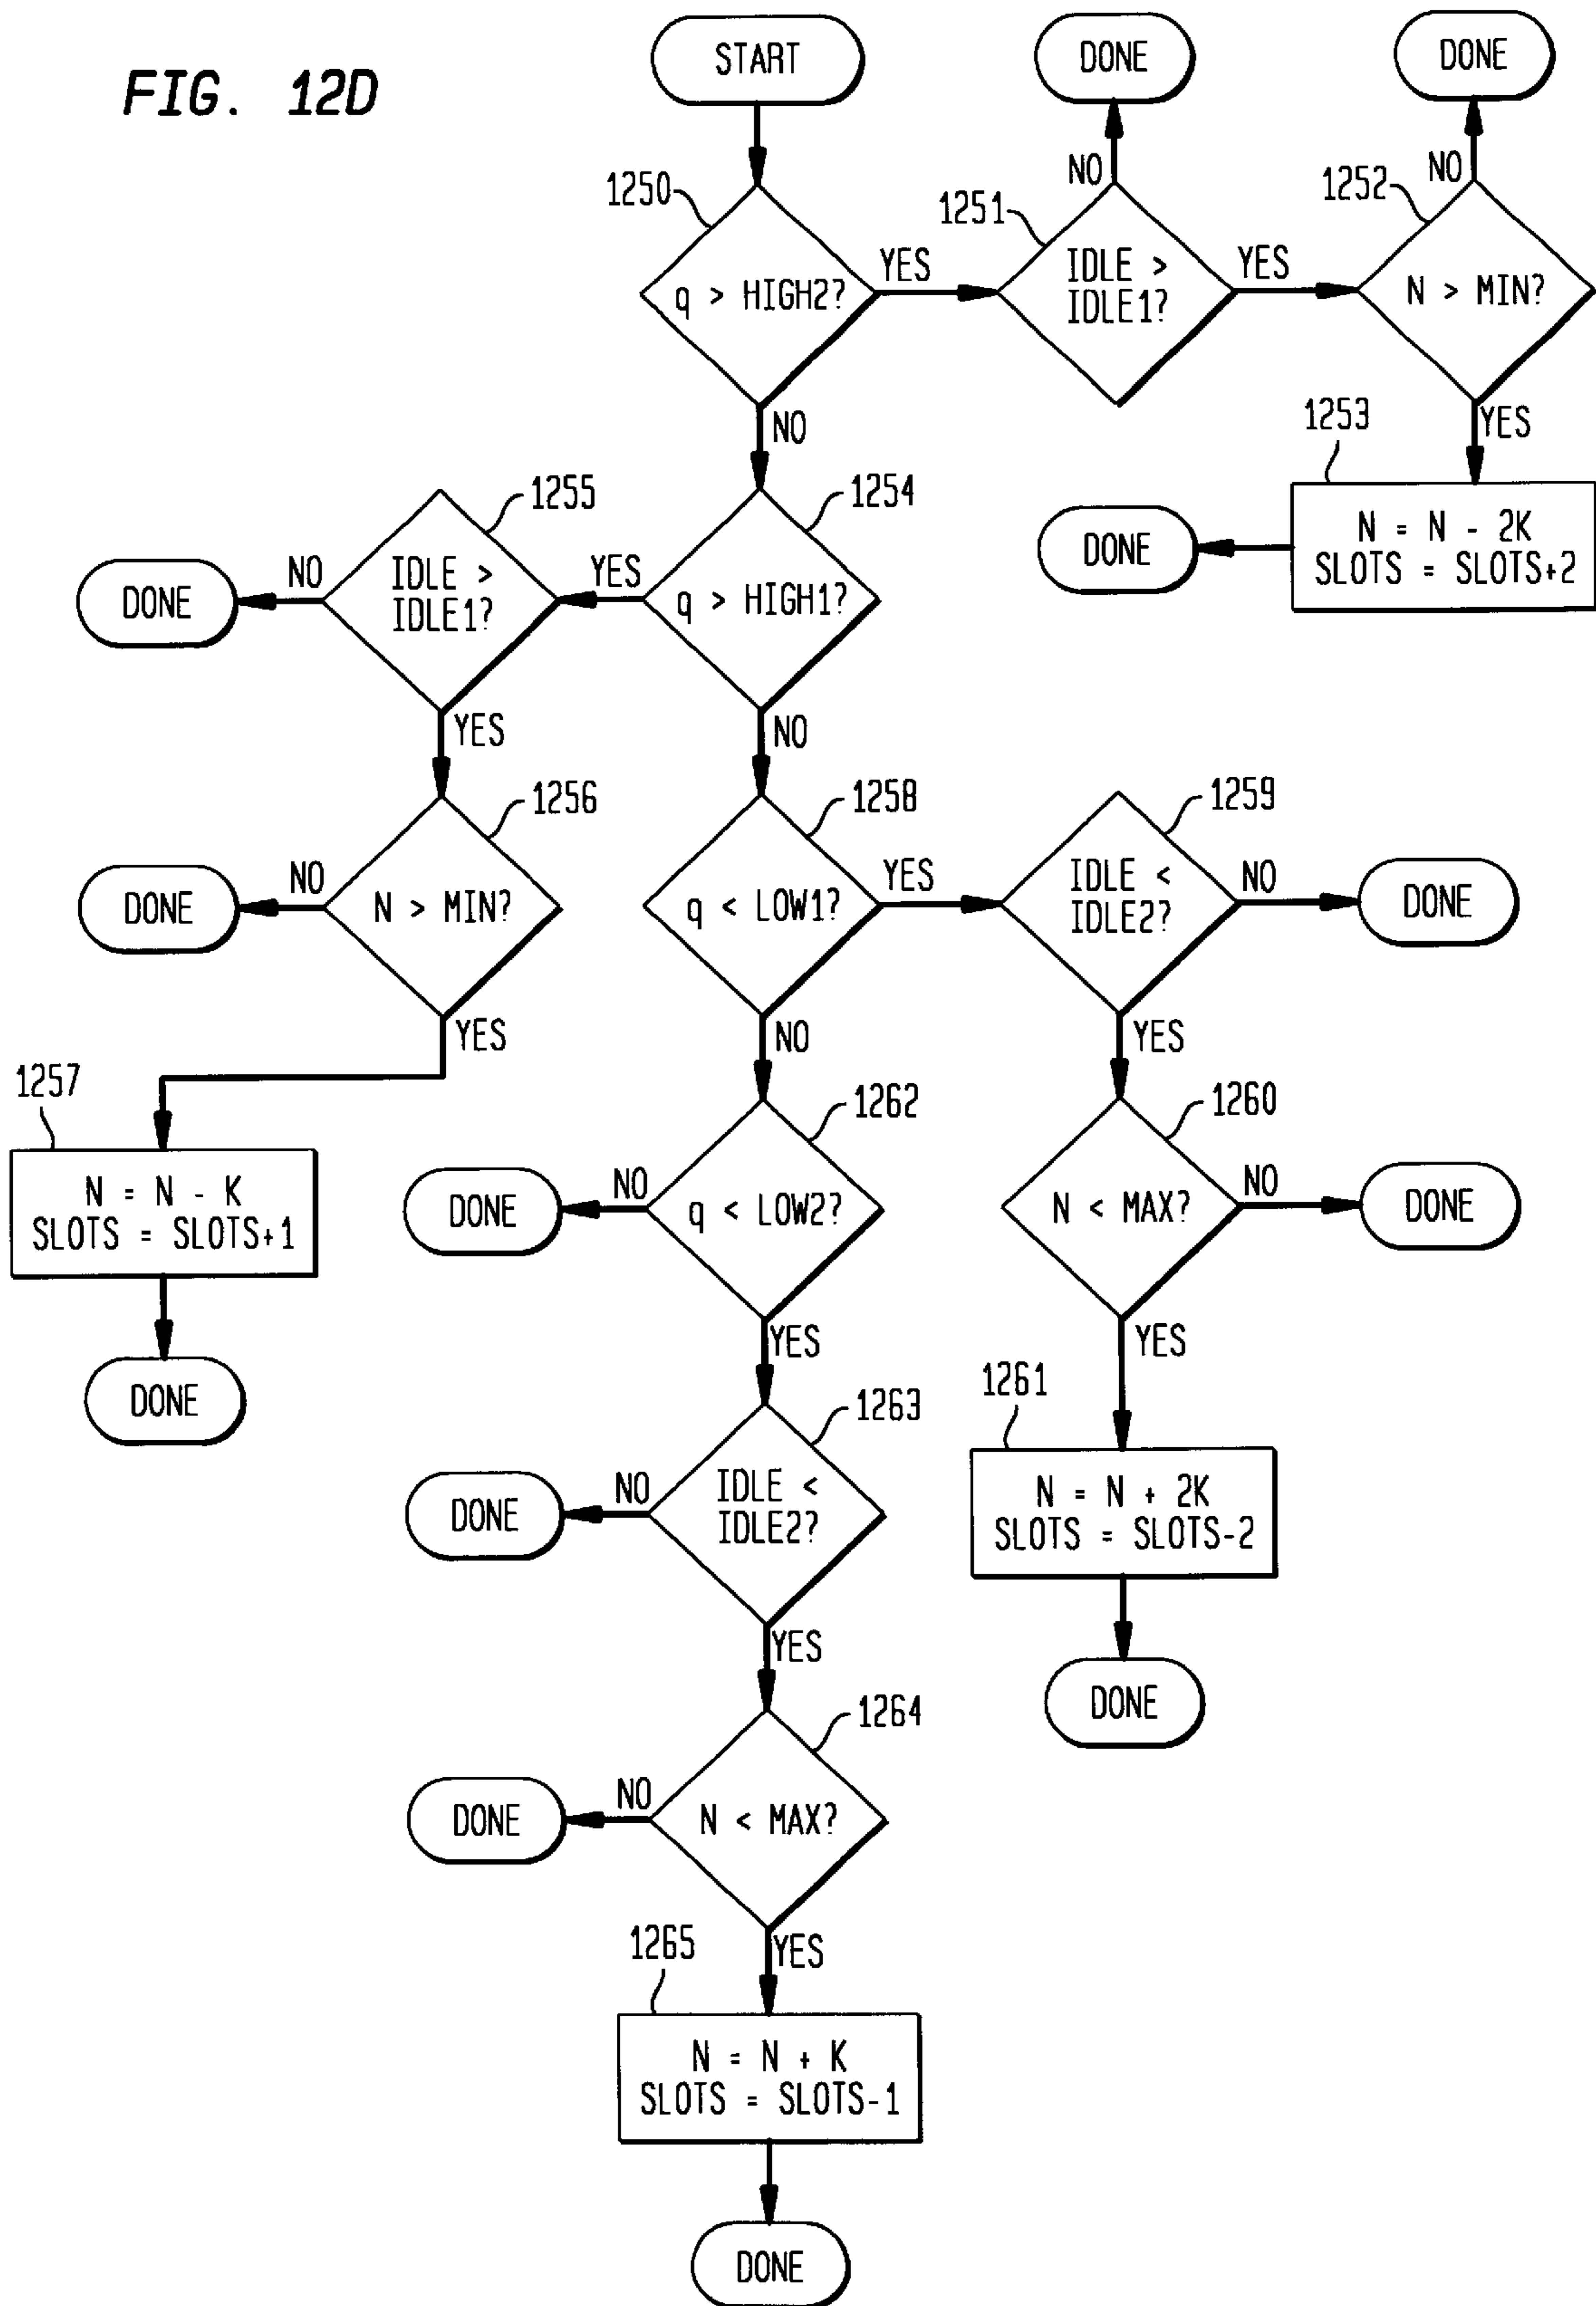 FIG. 12D
START
DONE
DONE
NO
NO
1250
1251
1252
q > HIGH2?
YES
IDLE >
IDLE1?
YES
N > MIN?
NO
YES
1253
N = N - 2K
SLOTS = SLOTS+2
DONE
1255
1254
DONE
NO
IDLE >
IDLE1?
YES
q > HIGH1?
YES
NO
1256
1258
1259
DONE
NO
N > MIN?
q < LOW1?
YES
IDLE <
IDLE2?
NO
DONE
YES
NO
YES
1257
N = N - K
SLOTS = SLOTS+1
DONE
1262
1260
DONE
NO
q < LOW2?
N < MAX?
NO
DONE
YES
YES
1263
1261
DONE
NO
IDLE <
IDLE2?
N = N + 2K
SLOTS = SLOTS-2
YES
DONE
1264
DONE
NO
N < MAX?
YES
1265
N = N + K
SLOTS = SLOTS-1
DONE